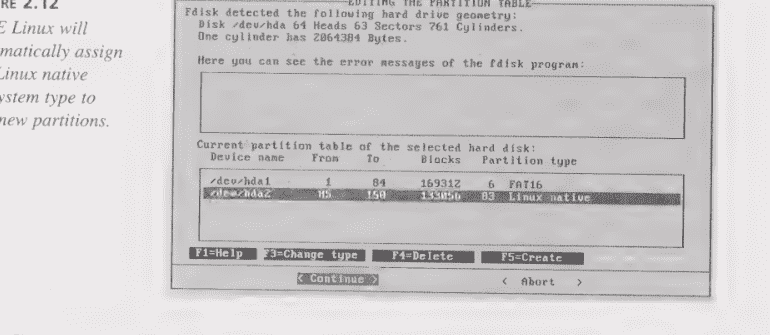 RE 2.12
E Linux will
matically assign
Linux native
ystem type to
new partitions.
EDITING THE PARTITION TABLE
Fdisk detected the following hard drive geometry:
Disk /dev/hda 64 Heads 63 Sectors 761 Cylinders.
One cylinder has 2064384 Bytes.
Here you can see the error messages of the fdisk program:
Current partition table of the selected hard disk:
Device name From To Blocks Partition type
/dev/hda1 1 84 169312 6 FAT16
/dev/hda2 85 150 133056 83 Linux native
F1=Help F3=Change type F4=Delete F5=Create
< Continue > < Abort >